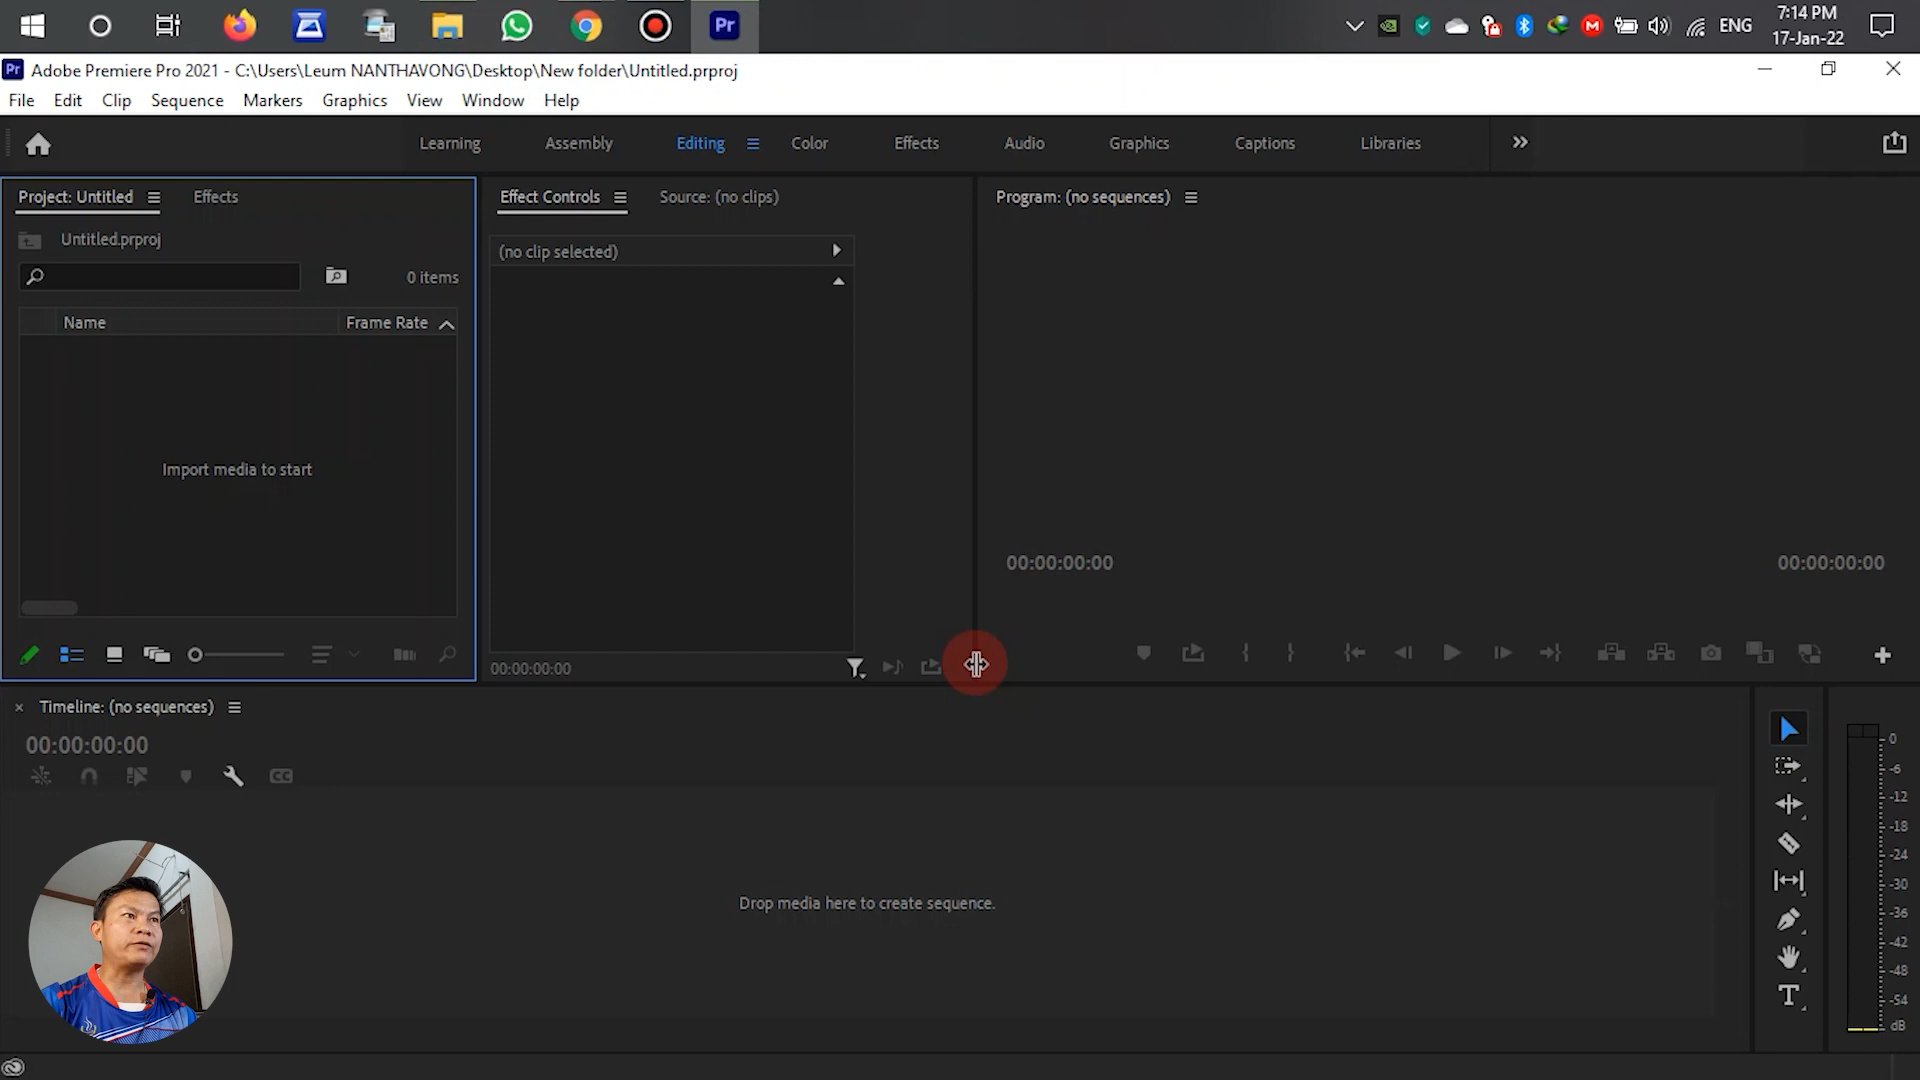 Pr
7:14 PM
ENG
17-Jan-22
Pr Adobe Premiere Pro 2021 - C:\Users\Leum NANTHAVONG\Desktop\New folder\Untitled.prproj
File Edit Clip Sequence Markers Graphics View Window Help
Learning Assembly Editing Color Effects Audio Graphics Captions Libraries
Project: Untitled Effects Effect Controls Source: (no clips) Program: (no sequences)
Untitled.prproj
(no clip selected)
0 items
Name Frame Rate
Import media to start
00:00:00:00 00:00:00:00
00:00:00:00
Timeline: (no sequences)
00:00:00:00
CC
Drop media here to create sequence.
T
0
-6
-12
-18
-24
-30
-36
-42
-48
-54
dB